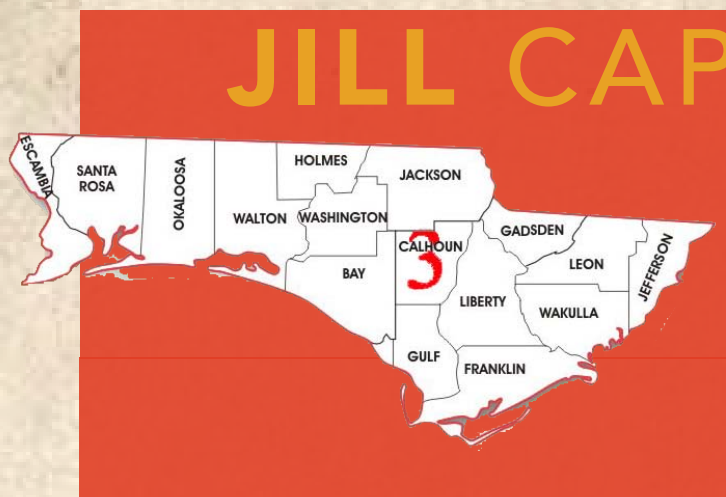 JILL CAP
ESCAMBIA
SANTA
ROSA
OKALOOSA
WALTON
HOLMES
WASHINGTON
JACKSON
BAY
CALHOUN
3
GULF
LIBERTY
GADSDEN
FRANKLIN
LEON
WAKULLA
JEFFERSON